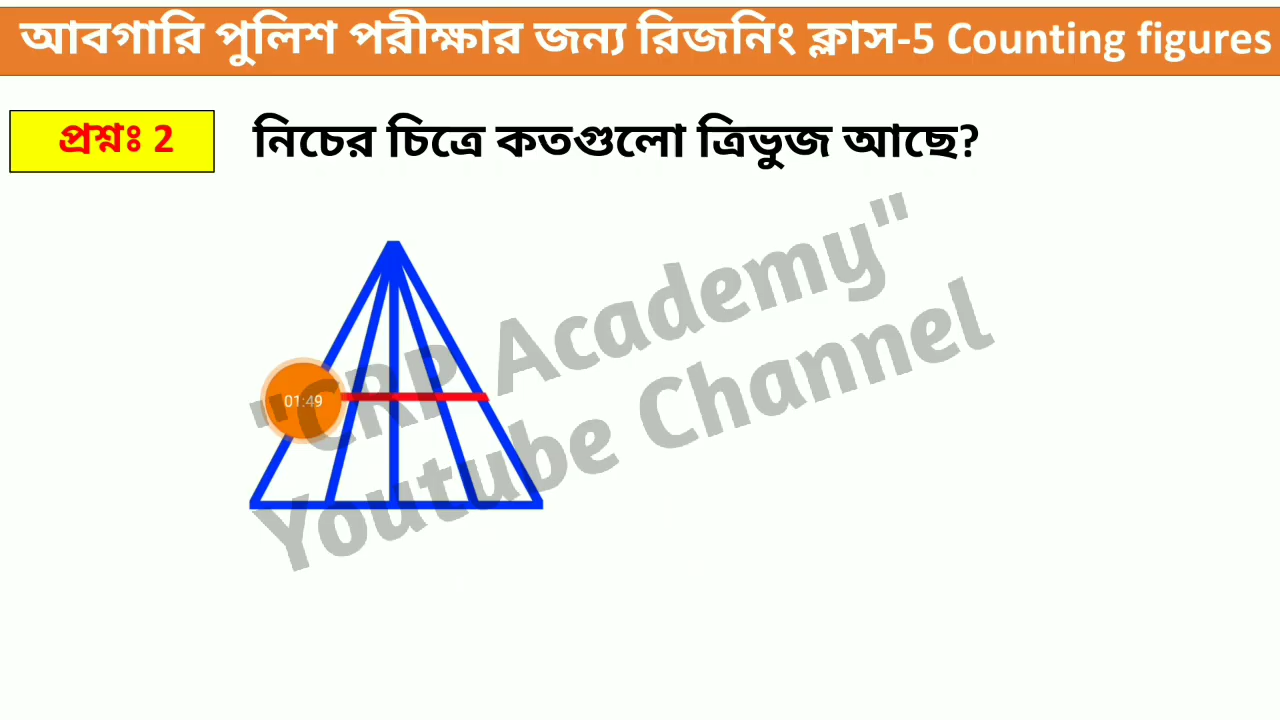 আবগারি পুলিশ পরীক্ষার জন্য রিজনিং ক্লাস-5 Counting figures
প্রশ্নঃ 2
নিচের চিত্রে কতগুলো ত্রিভুজ আছে?
"CRP Academy"
Youtube Channel
01:49